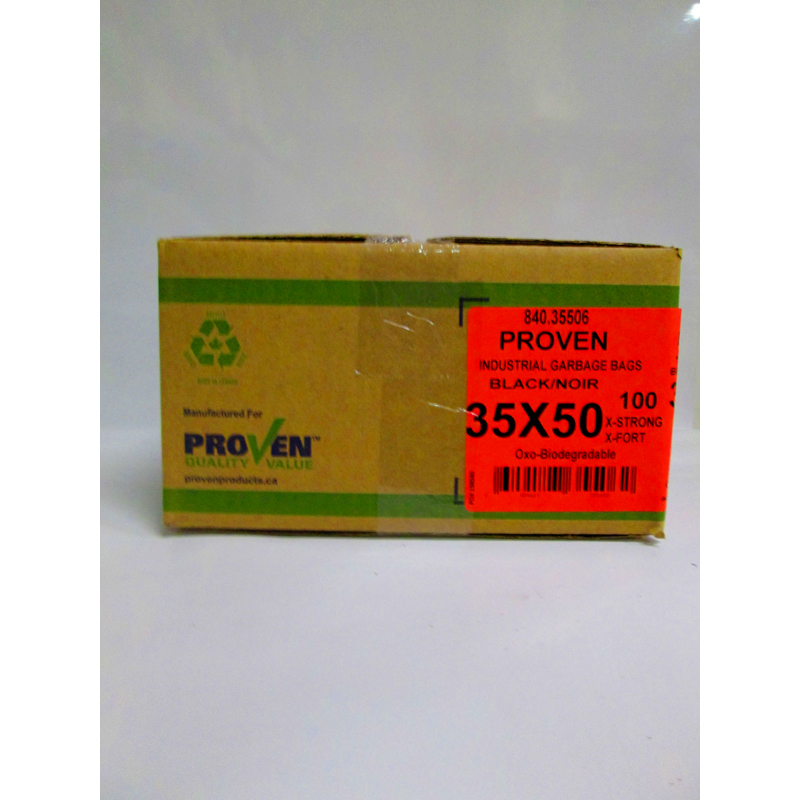 Manufactured For
PROVEN™
QUALITY VALUE
provenproducts.ca
840.35506
PROVEN
INDUSTRIAL GARBAGE BAGS
BLACK/NOIR
35X50
100
X-STRONG
X-FORT
Oxo-Biodegradable